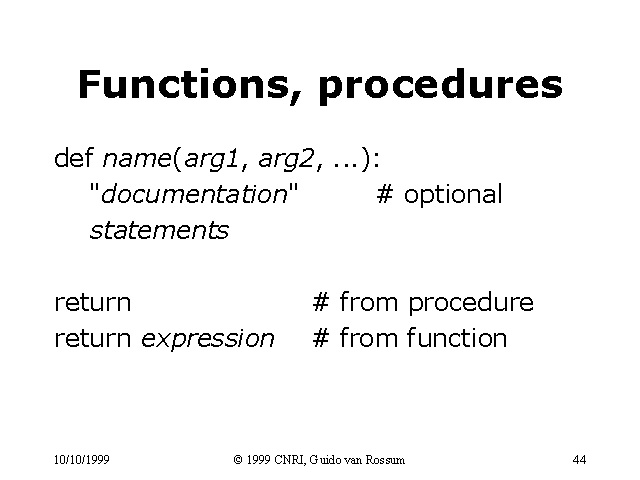 Functions, procedures
def name(arg1, arg2, ...):
"documentation" # optional
statements
return # from procedure
return expression # from function
10/10/1999 © 1999 CNRI, Guido van Rossum 44